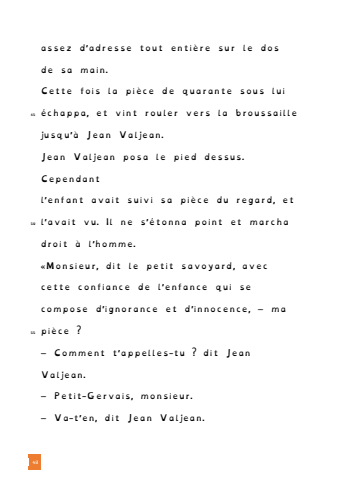 assez d'adresse tout entière sur le dos
de sa main.
Cette fois la pièce de quarante sous lui
échappa, et vint rouler vers la broussaille
jusqu'à Jean Valjean.
Jean Valjean posa le pied dessus.
Cependant
l'enfant avait suivi sa pièce du regard, et
l'avait vu. Il ne s'étonna point et marcha
droit à l'homme.
«Monsieur, dit le petit savoyard, avec
cette confiance de l'enfance qui se
compose d'ignorance et d'innocence, – ma
pièce ?
– Comment t'appelles-tu ? dit Jean
Valjean.
– Petit-Gervais, monsieur.
– Va-t'en, dit Jean Valjean.